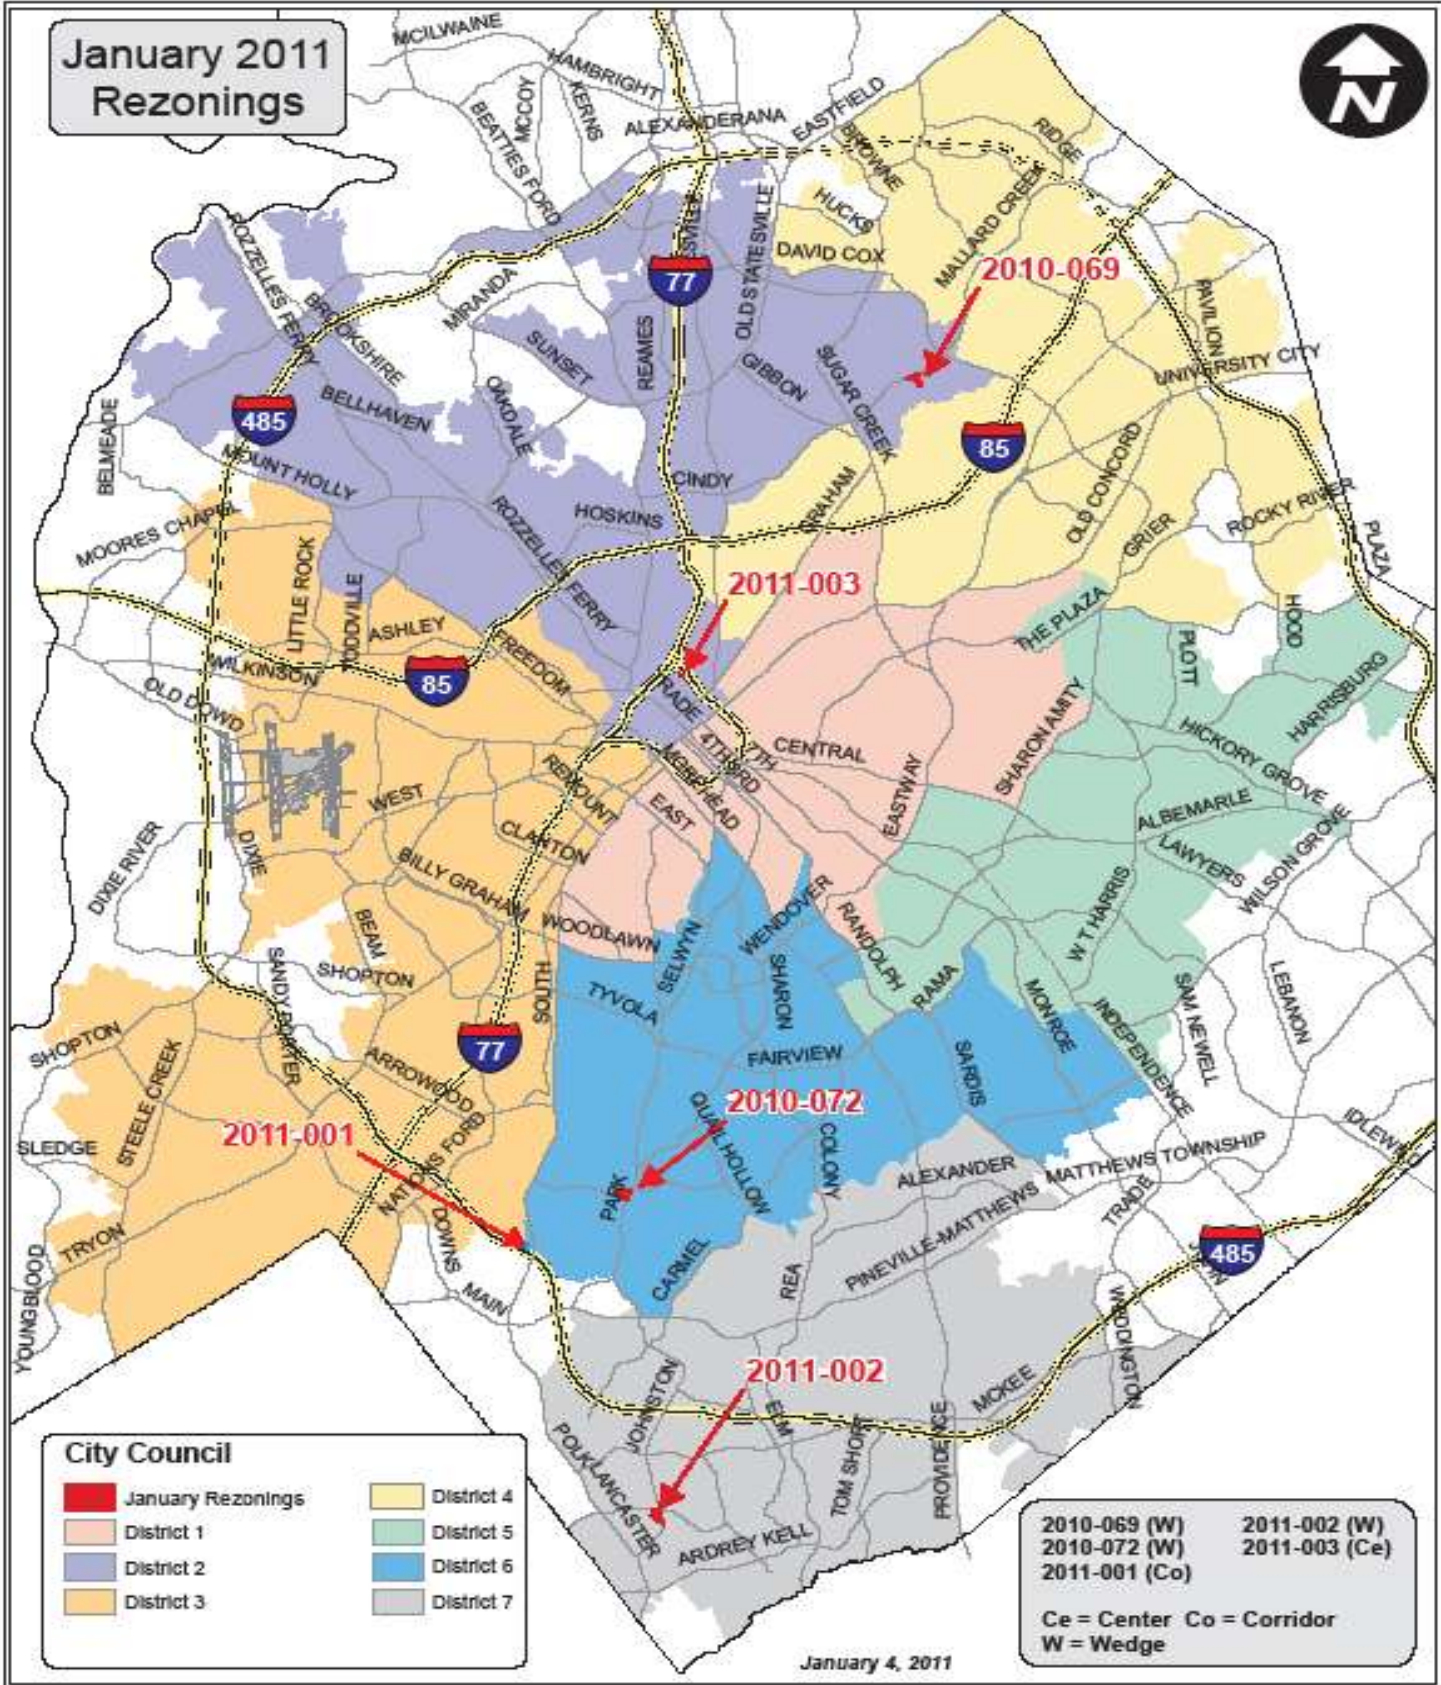 January 2011
Rezonings
N
MCILWAINE
HAMBRIGHT
MCCOY
KERNS
BEATTIES FORD
ALEXANDERANA
EASTFIELD
BROWNE
RIDGE
HUCKS
MALLARD CREEK
DAVID COX
OLD STATESVILLE
2010-069
77
ROZZELLES FERRY
BROOKSHIRE
MIRANDA
SUNSET
REAMES
GIBBON
SUGAR CREEK
PAVILION
UNIVERSITY CITY
485
BELLHAVEN
OAKDALE
BELMEADE
MOUNT HOLLY
CINDY
85
GRAHAM
OLD CONCORD
HOSKINS
ROZZELLES FERRY
MOORES CHAPEL
GRIER
ROCKY RIVER
PLAZA
LITTLE ROCK
TODDVILLE
ASHLEY
FREEDOM
2011-003
THE PLAZA
HOOD
PLOTT
WILKINSON
85
OLD DOWD
TRADE
SHARON AMITY
HARRISBURG
HICKORY GROVE
4TH
3RD
7TH
CENTRAL
MOREHEAD
REMOUNT
WEST
EAST
EASTWAY
ALBEMARLE
LAWYERS
WILSON GROVE
DIXIE RIVER
DIXIE
CLANTON
BILLY GRAHAM
BEAM
WOODLAWN
SELWYN
WENDOVER
RANDOLPH
W T HARRIS
SHOPTON
SOUTH
TYVOLA
SHARON
RAMA
MONROE
INDEPENDENCE
SAM NEWELL
LEBANON
SHOPTON
STEELE CREEK
SANDY PORTER
77
ARROWOOD
FAIRVIEW
SARDIS
2010-072
QUAIL HOLLOW
COLONY
2011-001
SLEDGE
NATIONS FORD
PARK
ALEXANDER
MATTHEWS TOWNSHIP
TRADE
PINEVILLE-MATTHEWS
TRYON
DOWNS
MAIN
CARMEL
REA
485
YOUNGBLOOD
WEDDINGTON
2011-002
JOHNSTON
ELM
MCKEE
POLK
LANCASTER
TOM SHORT
PROVIDENCE
ARDREY KELL
City Council
January Rezonings
District 1
District 2
District 3
District 4
District 5
District 6
District 7
2010-069 (W) 2011-002 (W)
2010-072 (W) 2011-003 (Ce)
2011-001 (Co)
Ce = Center Co = Corridor
W = Wedge
January 4, 2011